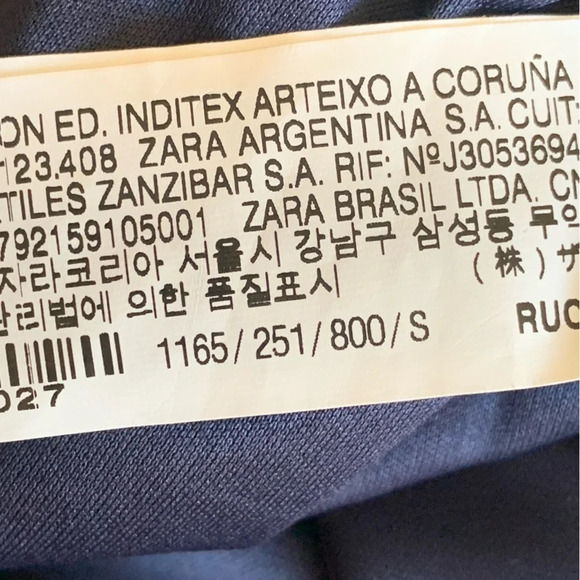 ON ED. INDITEX ARTEIXO A CORUÑA
123.408 ZARA ARGENTINA S.A. CUIT:
TILES ZANZIBAR S.A. RIF: NºJ3053694
792159105001 ZARA BRASIL LTDA. CN
자라코리아 서울시 강남구 삼성동 무역
관리법에 의한 품질표시 (株) ザ
1165/251/800/S RUC
027